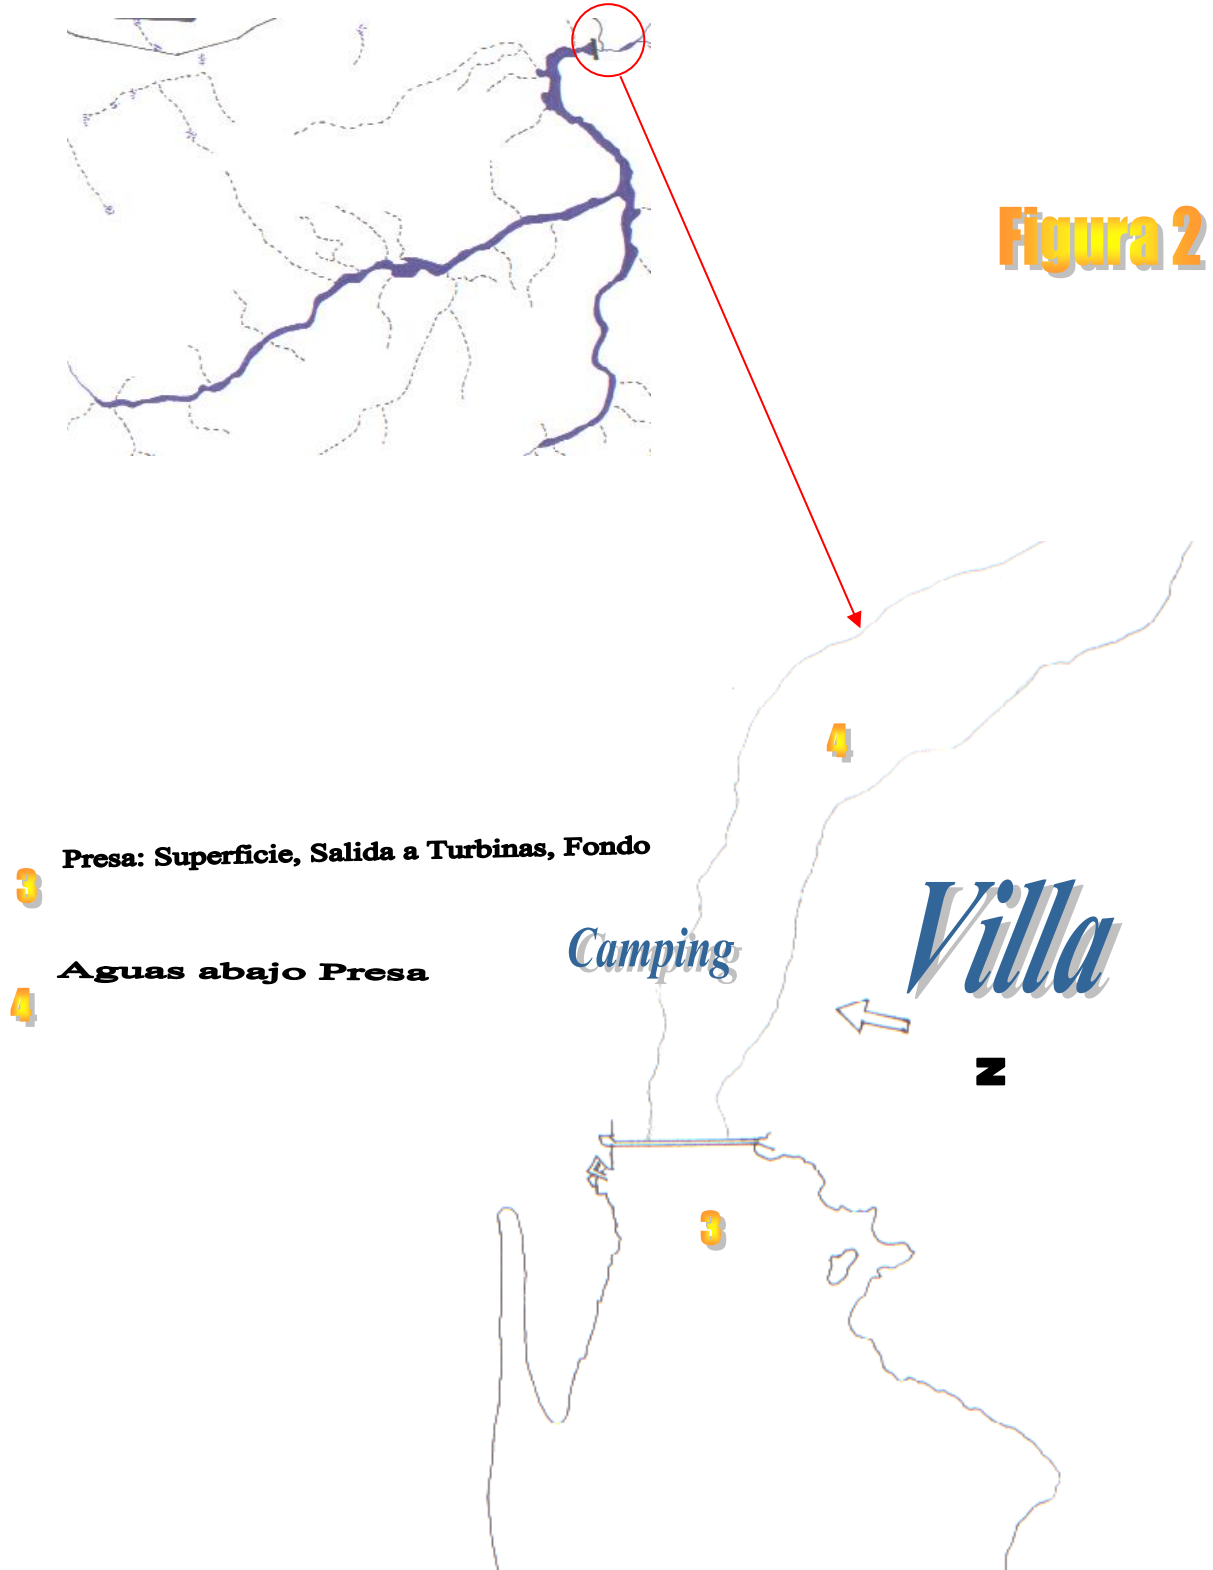 Figura 2
4
Presa: Superficie, Salida a Turbinas, Fondo
3
Villa
Camping
Aguas abajo Presa
4
N
3